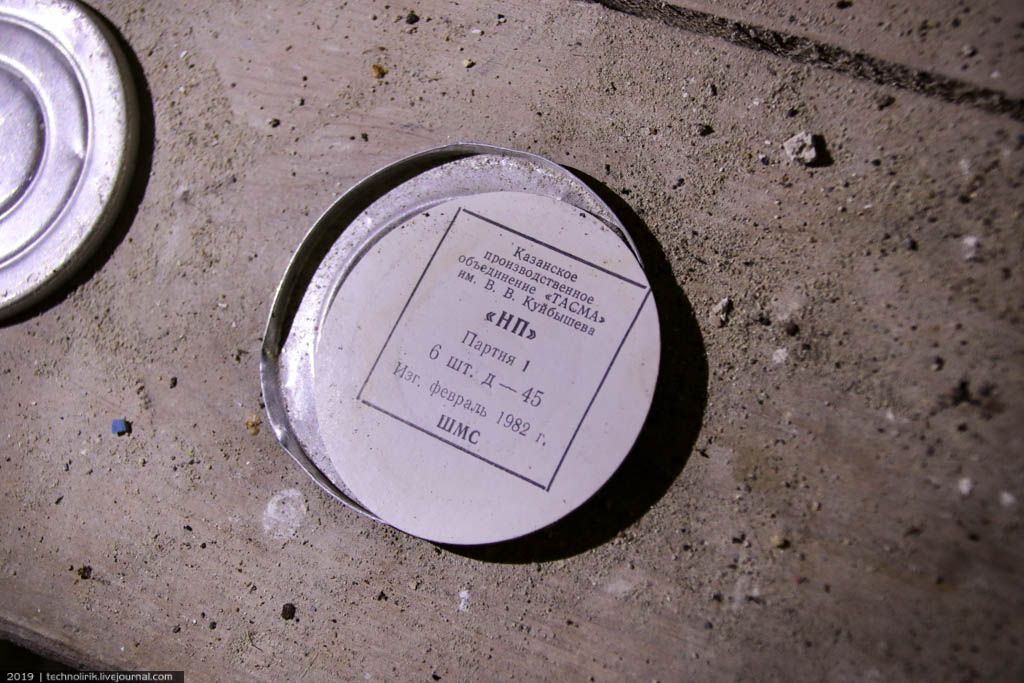 Казанское
производственное
объединение «ТАСМА»
им. В. В. Куйбышева
«НП»
Партия 1
6 шт. д — 45
Изг. февраль 1982 г.
ШМС
2019 | technolirik.livejournal.com